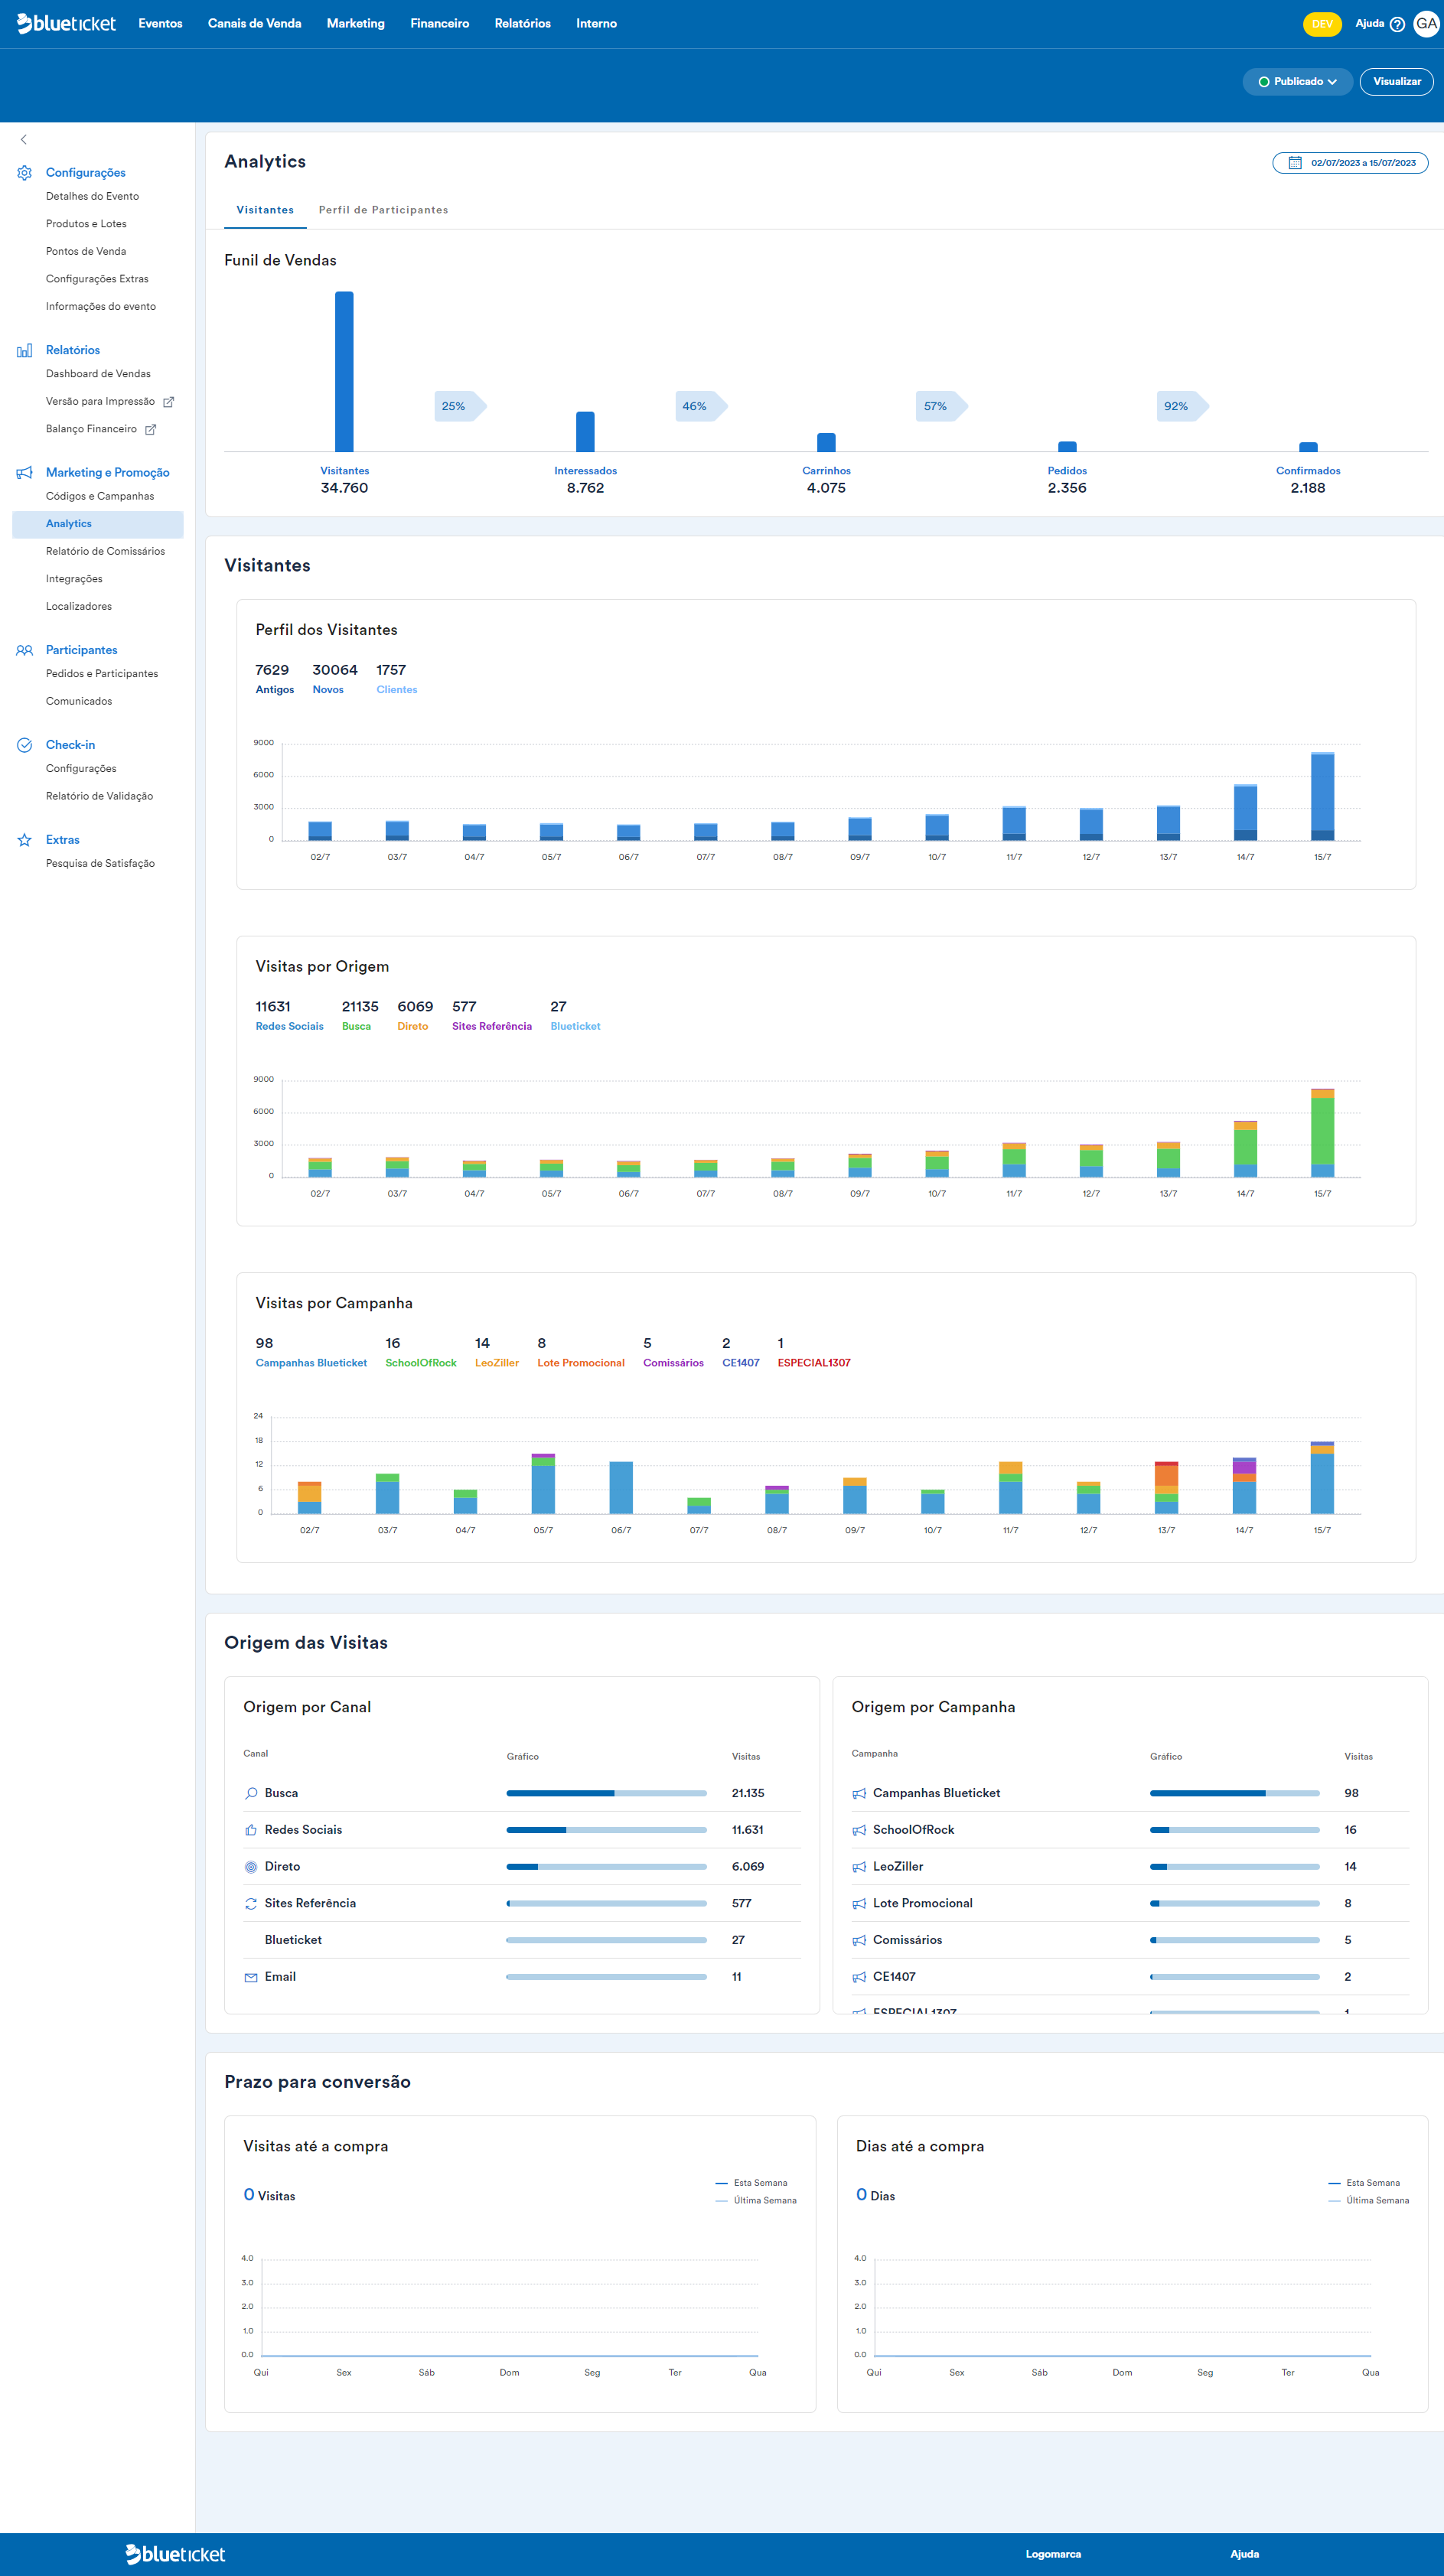 blueticket Eventos Canais de Venda Marketing Financeiro Relatórios Interno DEV Ajuda GA
Publicado Visualizar
Configurações
Detalhes do Evento
Produtos e Lotes
Pontos de Venda
Configurações Extras
Informações do evento
Relatórios
Dashboard de Vendas
Versão para Impressão
Balanço Financeiro
Marketing e Promoção
Códigos e Campanhas
Analytics
Relatório de Comissários
Integrações
Localizadores
Participantes
Pedidos e Participantes
Comunicados
Check-in
Configurações
Relatório de Validação
Extras
Pesquisa de Satisfação
Analytics
02/07/2023 a 15/07/2023
Visitantes Perfil de Participantes
Funil de Vendas
25% 46% 57% 92%
Visitantes Interessados Carrinhos Pedidos Confirmados
34.760 8.762 4.075 2.356 2.188
Visitantes
Perfil dos Visitantes
7629 30064 1757
Antigos Novos Clientes
9000
6000
3000
0
02/7 03/7 04/7 05/7 06/7 07/7 08/7 09/7 10/7 11/7 12/7 13/7 14/7 15/7
Visitas por Origem
11631 21135 6069 577 27
Redes Sociais Busca Direto Sites Referência Blueticket
9000
6000
3000
0
02/7 03/7 04/7 05/7 06/7 07/7 08/7 09/7 10/7 11/7 12/7 13/7 14/7 15/7
Visitas por Campanha
98 16 14 8 5 2 1
Campanhas Blueticket SchoolOfRock LeoZiller Lote Promocional Comissários CE1407 ESPECIAL1307
24
18
12
6
0
02/7 03/7 04/7 05/7 06/7 07/7 08/7 09/7 10/7 11/7 12/7 13/7 14/7 15/7
Origem das Visitas
Origem por Canal
Canal Gráfico Visitas
Busca 21.135
Redes Sociais 11.631
Direto 6.069
Sites Referência 577
Blueticket 27
Email 11
Origem por Campanha
Campanha Gráfico Visitas
Campanhas Blueticket 98
SchoolOfRock 16
LeoZiller 14
Lote Promocional 8
Comissários 5
CE1407 2
ESPECIAL1307 1
Prazo para conversão
Visitas até a compra
0 Visitas
Esta Semana
Última Semana
4.0
3.0
2.0
1.0
0.0
Qui Sex Sáb Dom Seg Ter Qua
Dias até a compra
0 Dias
Esta Semana
Última Semana
4.0
3.0
2.0
1.0
0.0
Qui Sex Sáb Dom Seg Ter Qua
blueticket Logomarca Ajuda